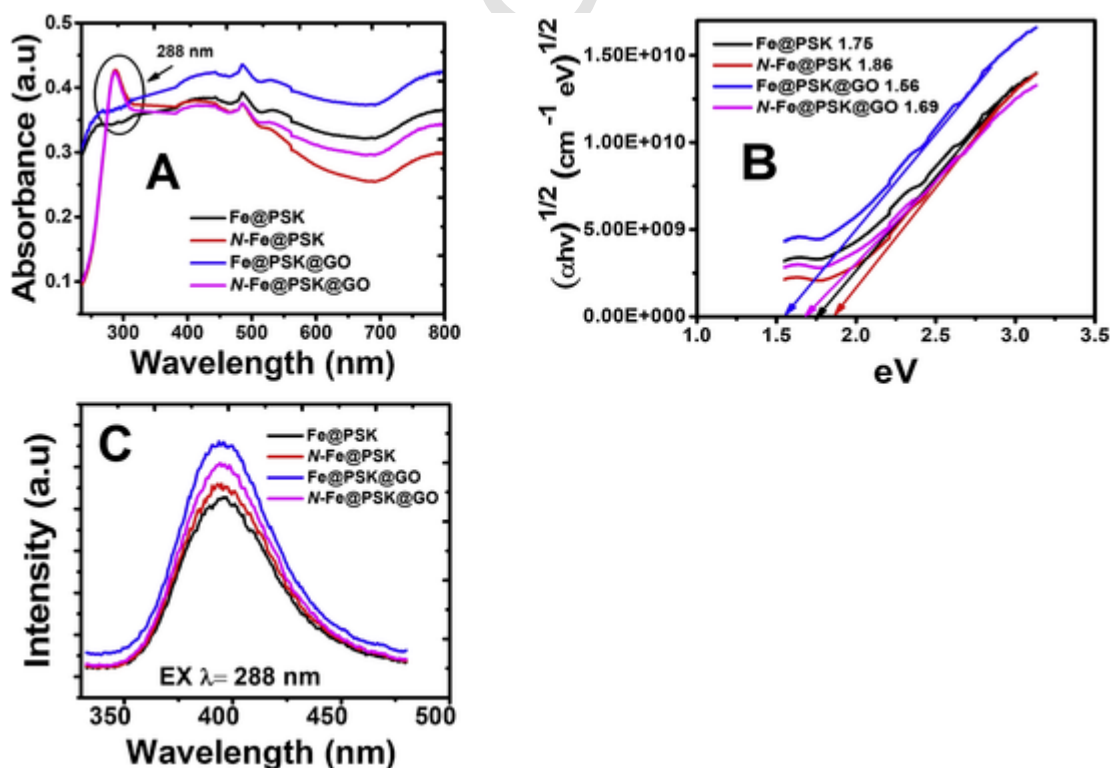 0.5
0.4
0.3
0.2
0.1
Absorbance (a.u)
288 nm
A
Fe@PSK
N-Fe@PSK
Fe@PSK@GO
N-Fe@PSK@GO
300 400 500 600 700 800
Wavelength (nm)
1.50E+010
1.00E+010
5.00E+009
0.00E+000
(αhν)1/2 (cm -1 eV)1/2
Fe@PSK 1.75
N-Fe@PSK 1.86
Fe@PSK@GO 1.56
N-Fe@PSK@GO 1.69
B
1.0 1.5 2.0 2.5 3.0 3.5
eV
Intensity (a.u)
C
Fe@PSK
N-Fe@PSK
Fe@PSK@GO
N-Fe@PSK@GO
EX λ= 288 nm
350 400 450 500
Wavelength (nm)